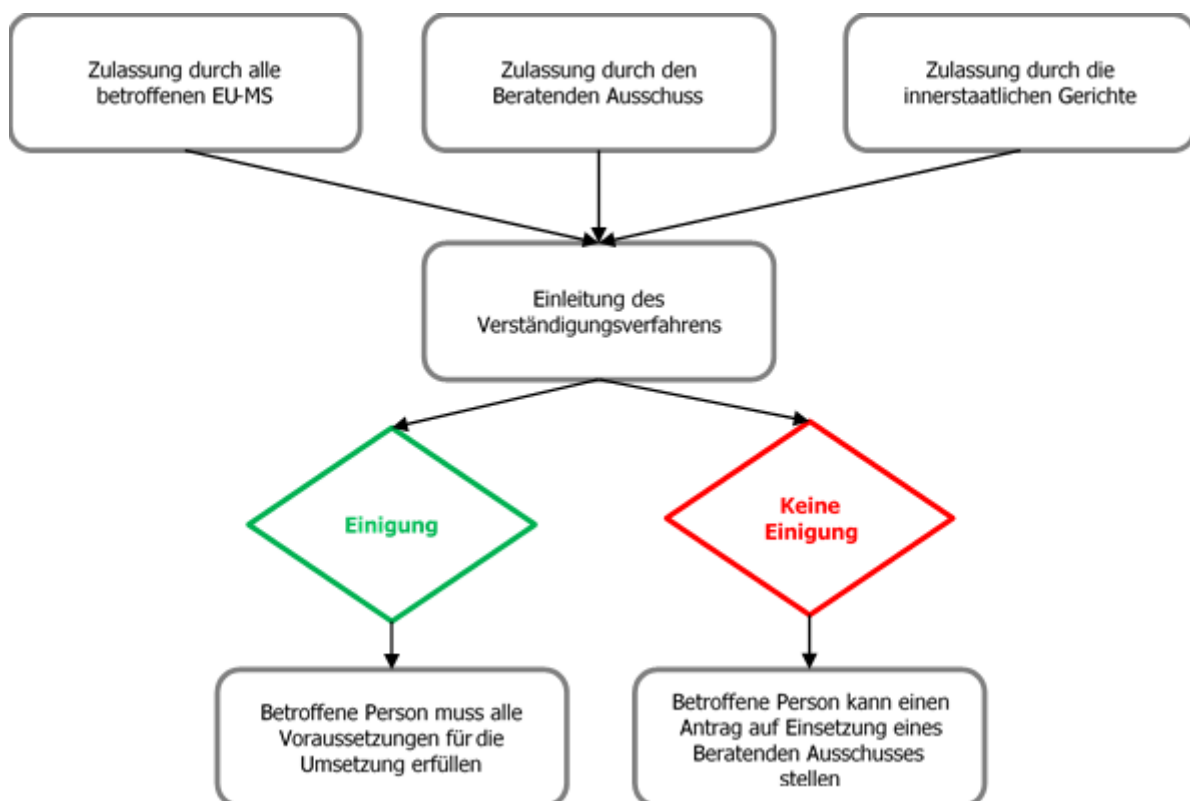 Zulassung durch alle
betroffenen EU-MS
Zulassung durch den
Beratenden Ausschuss
Zulassung durch die
innerstaatlichen Gerichte
Einleitung des
Verständigungsverfahrens
Einigung
Keine
Einigung
Betroffene Person muss alle
Voraussetzungen für die
Umsetzung erfüllen
Betroffene Person kann einen
Antrag auf Einsetzung eines
Beratenden Ausschusses
stellen